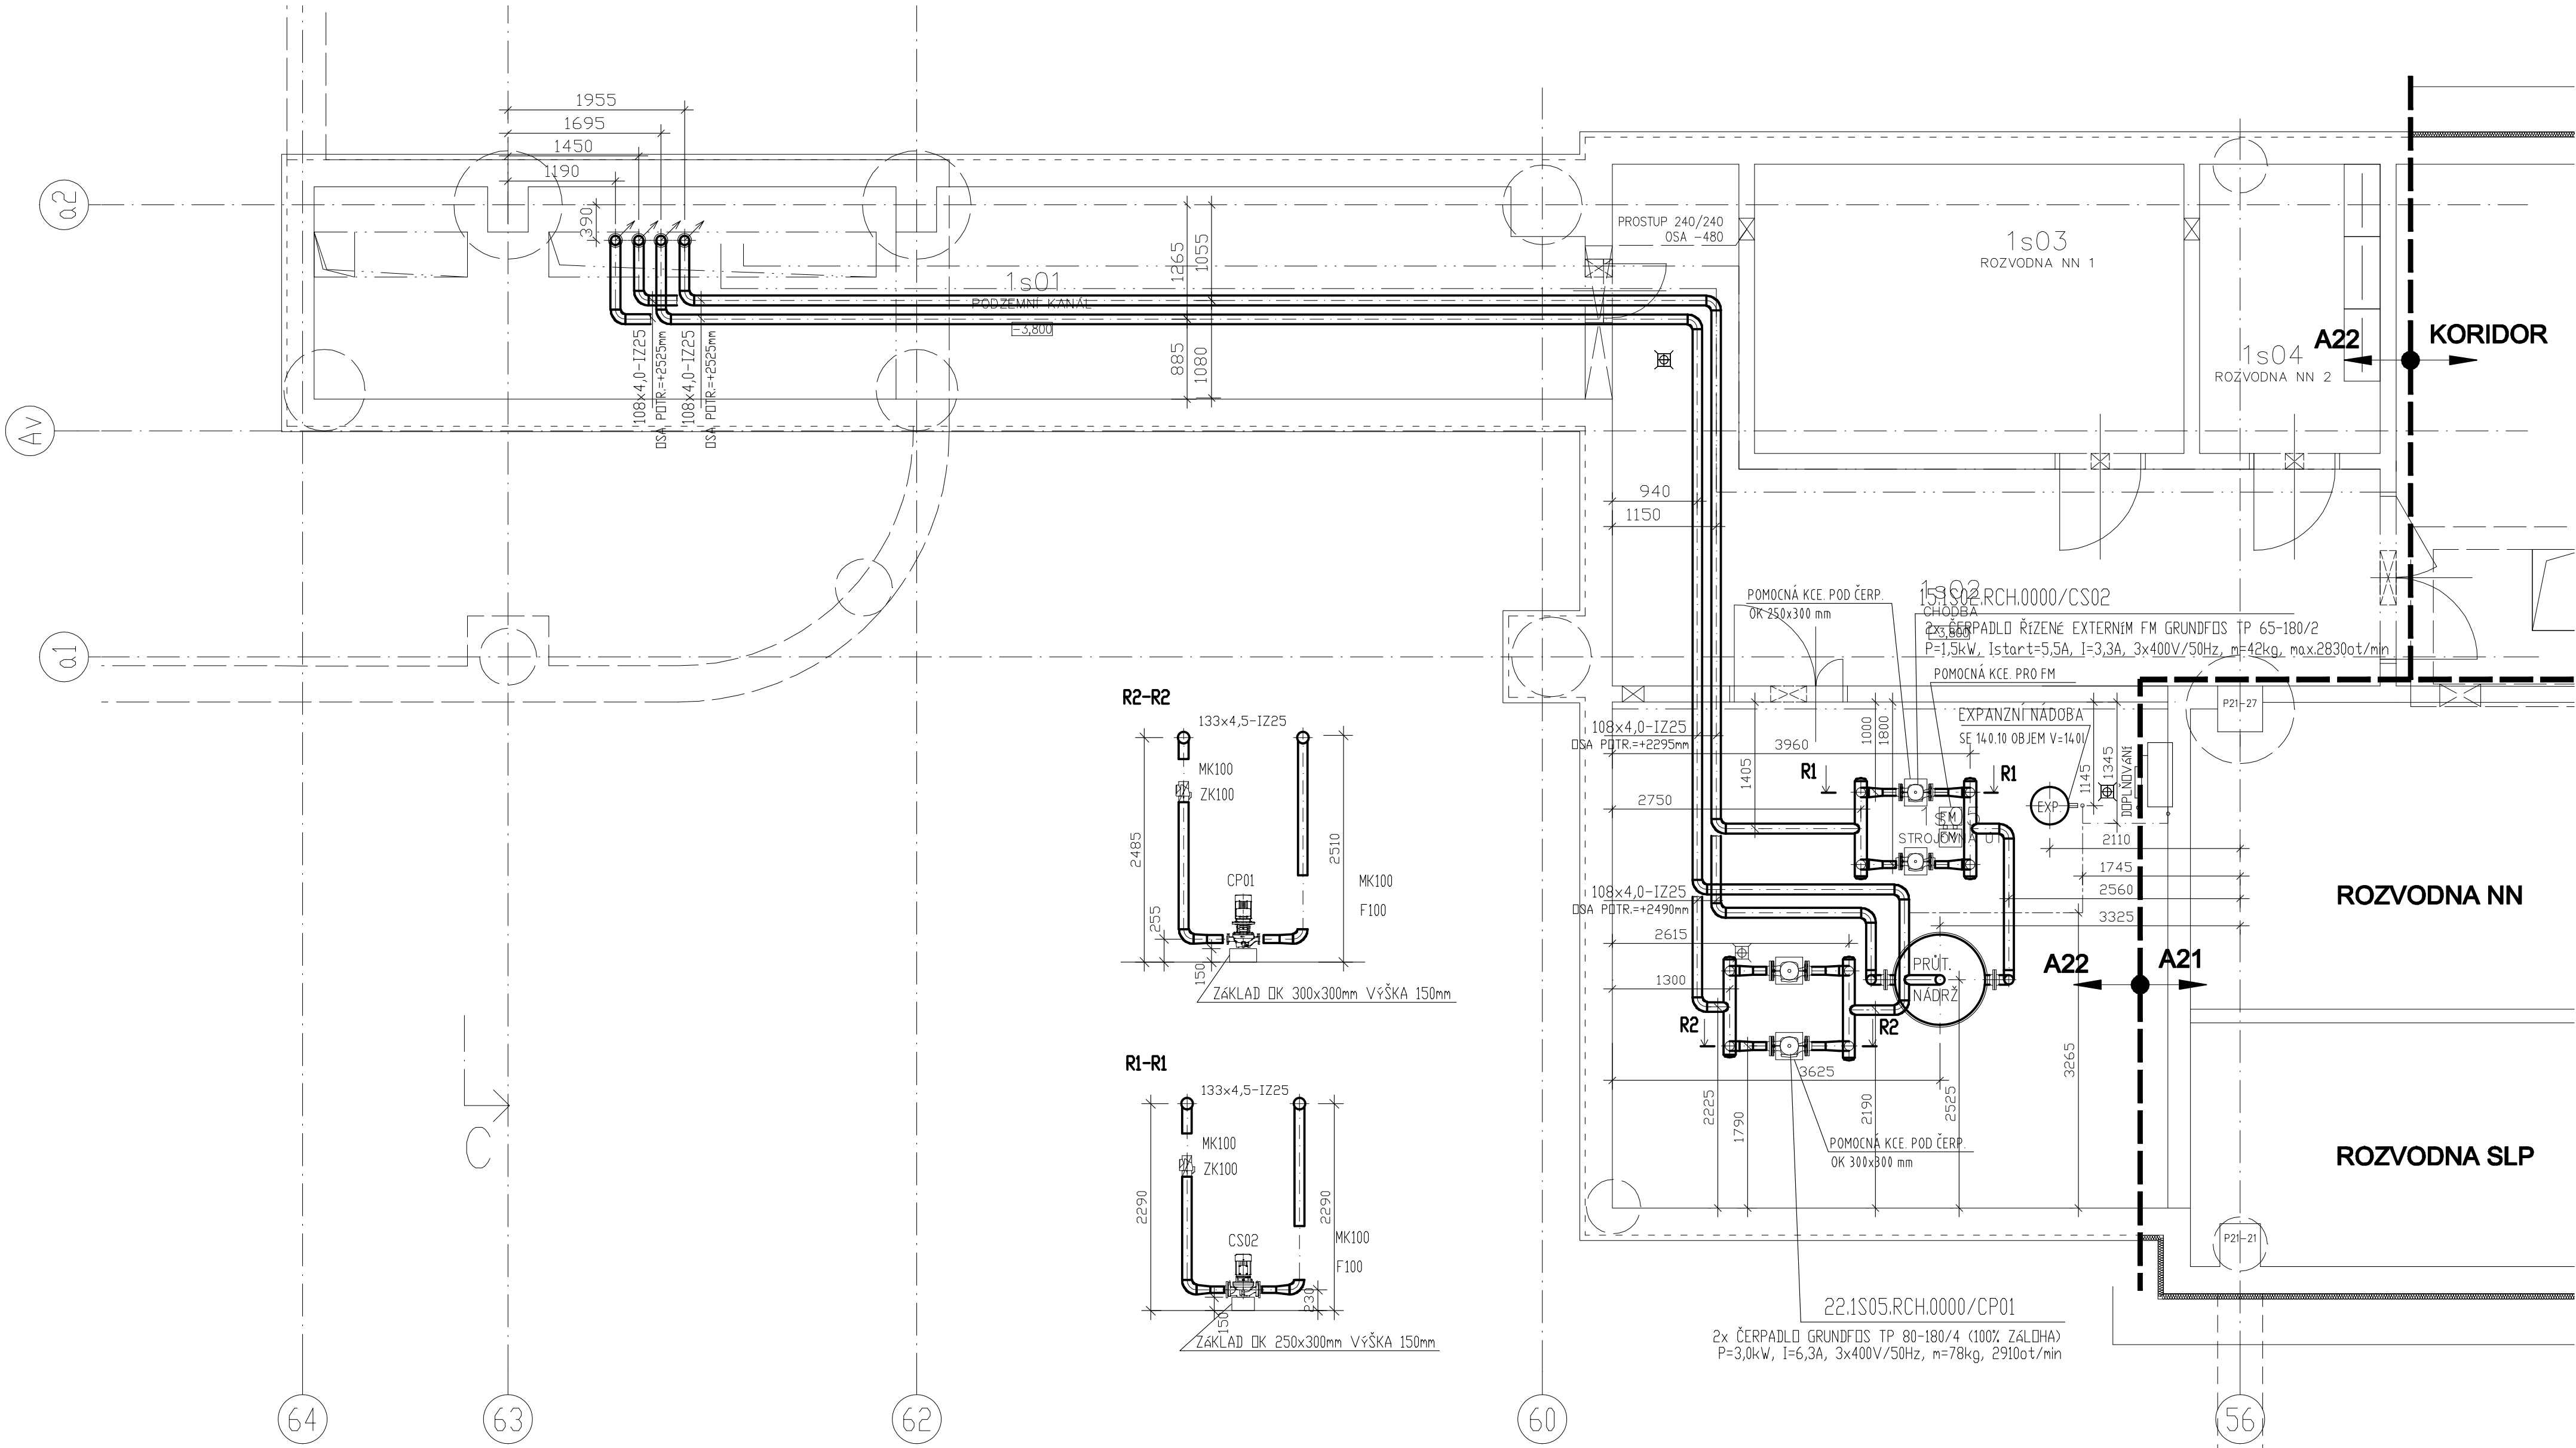 1955
1695
1450
1190
390
a2
Av
a1
1265
1055
885
1080
1s01
PODZEMNÍ KANÁL
-3,800
108x4,0-IZ25
OSA POTR.=+2525mm
108x4,0-IZ25
OSA POTR.=+2525mm
PROSTUP 240/240
OSA -480
1s03
ROZVODNA NN 1
1s04
ROZVODNA NN 2
A22
KORIDOR
940
1150
POMOCNÁ KCE. POD ČERP.
OK 250x300 mm
1s02
CHODBA
-3,800
15.1S02.RCH.0000/CS02
2x ČERPADLO ŘÍZENÉ EXTERNÍM FM GRUNDFOS TP 65-180/2
P=1,5kW, Istart=5,5A, I=3,3A, 3x400V/50Hz, m=42kg, max.2830ot/min
POMOCNÁ KCE. PRO FM
EXPANZNÍ NÁDOBA
SE 140.10 OBJEM V=140l
P21-27
108x4,0-IZ25
OSA POTR.=+2295mm
3960
1000
1800
1405
2750
R1
R1
FM
FM
STROJOVNA ÚT
EXP
1145
1345
DOPLŇOVÁNÍ
2110
1745
2560
3325
108x4,0-IZ25
OSA POTR.=+2490mm
2615
1300
PRŮT.
NÁDRŽ
R2
R2
3625
2225
1790
2190
2525
3265
A22
A21
ROZVODNA NN
ROZVODNA SLP
P21-21
POMOCNÁ KCE. POD ČERP.
OK 300x300 mm
22.1S05.RCH.0000/CP01
2x ČERPADLO GRUNDFOS TP 80-180/4 (100% ZÁLOHA)
P=3,0kW, I=6,3A, 3x400V/50Hz, m=78kg, 2910ot/min
R2-R2
133x4,5-IZ25
MK100
ZK100
2485
2510
CP01
MK100
F100
255
150
ZÁKLAD OK 300x300mm VÝŠKA 150mm
R1-R1
133x4,5-IZ25
MK100
ZK100
2290
2290
CS02
MK100
F100
230
150
ZÁKLAD OK 250x300mm VÝŠKA 150mm
C
64
63
62
60
56